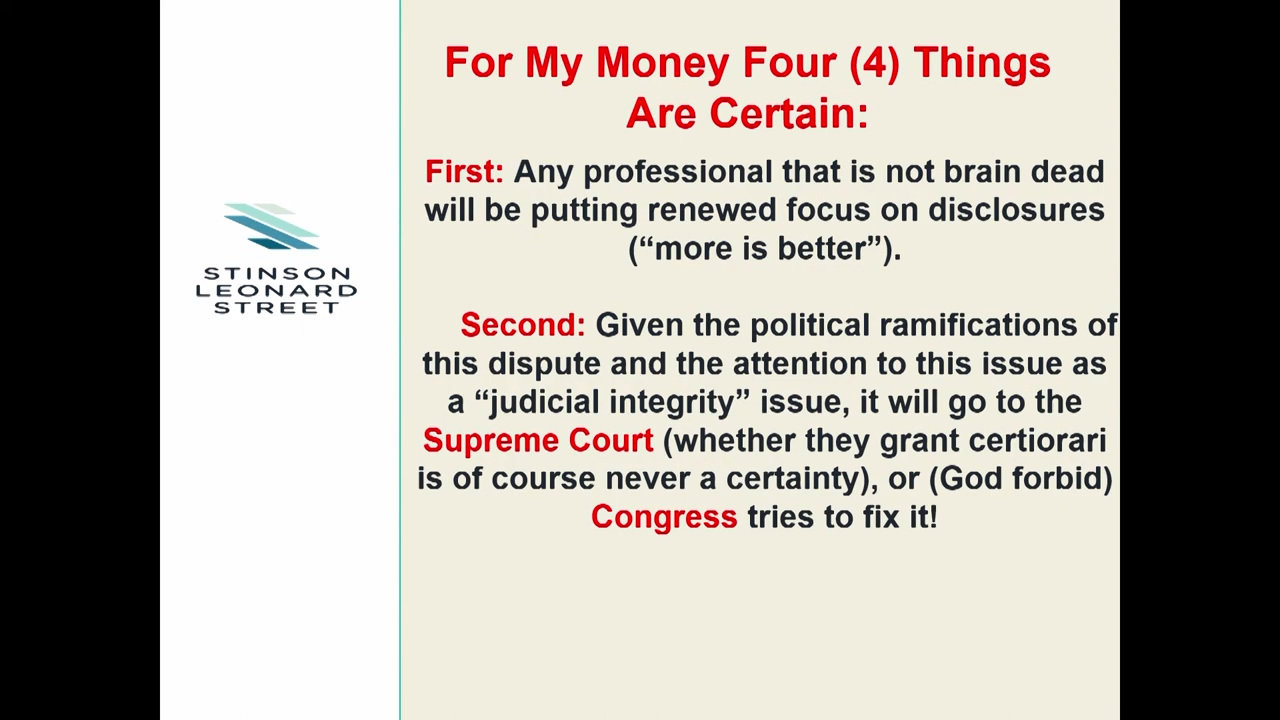 STINSON
LEONARD
STREET
For My Money Four (4) Things
Are Certain:
First: Any professional that is not brain dead
will be putting renewed focus on disclosures
(“more is better”).
Second: Given the political ramifications of
this dispute and the attention to this issue as
a “judicial integrity” issue, it will go to the
Supreme Court (whether they grant certiorari
is of course never a certainty), or (God forbid)
Congress tries to fix it!